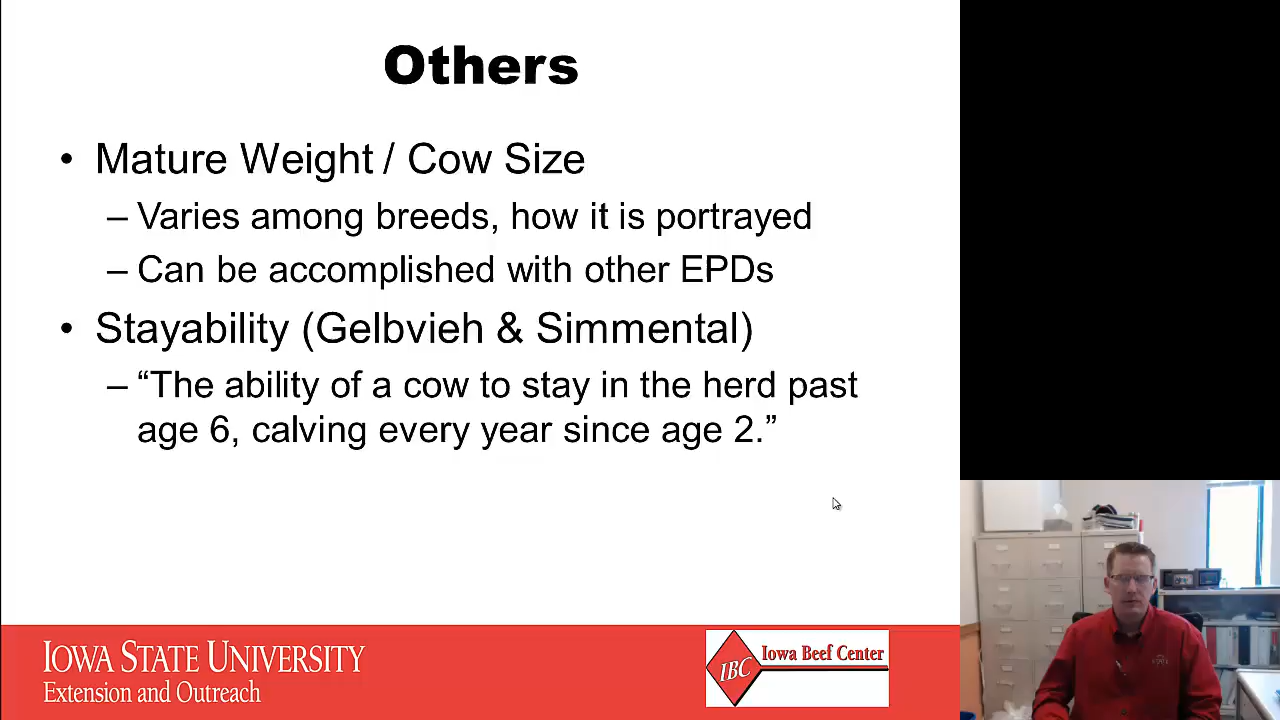 Others
• Mature Weight / Cow Size
– Varies among breeds, how it is portrayed
– Can be accomplished with other EPDs
• Stayability (Gelbvieh & Simmental)
– “The ability of a cow to stay in the herd past
age 6, calving every year since age 2.”
IOWA STATE UNIVERSITY
Extension and Outreach
IBC
Iowa Beef Center